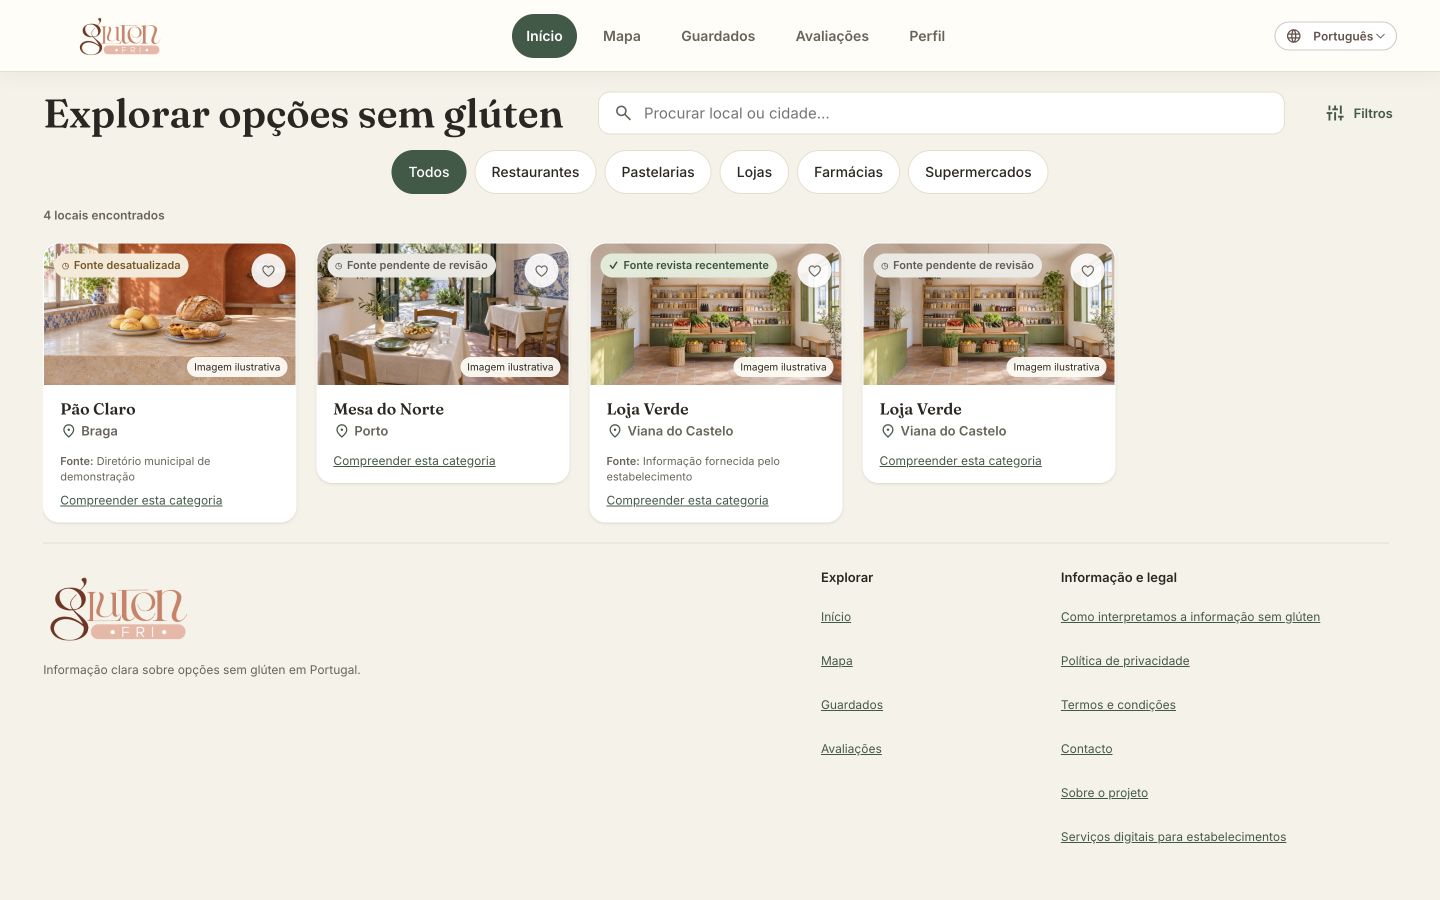 gluten
• FRI •
Início
Mapa
Guardados
Avaliações
Perfil
Português
Explorar opções sem glúten
Procurar local ou cidade...
Filtros
Todos
Restaurantes
Pastelarias
Lojas
Farmácias
Supermercados
4 locais encontrados
Fonte desatualizada
Imagem ilustrativa
Pão Claro
Braga
Fonte: Diretório municipal de
demonstração
Compreender esta categoria
Fonte pendente de revisão
Imagem ilustrativa
Mesa do Norte
Porto
Compreender esta categoria
Fonte revista recentemente
Imagem ilustrativa
Loja Verde
Viana do Castelo
Fonte: Informação fornecida pelo
estabelecimento
Compreender esta categoria
Fonte pendente de revisão
Imagem ilustrativa
Loja Verde
Viana do Castelo
Compreender esta categoria
gluten
• FRI •
Informação clara sobre opções sem glúten em Portugal.
Explorar
Início
Mapa
Guardados
Avaliações
Informação e legal
Como interpretamos a informação sem glúten
Política de privacidade
Termos e condições
Contacto
Sobre o projeto
Serviços digitais para estabelecimentos